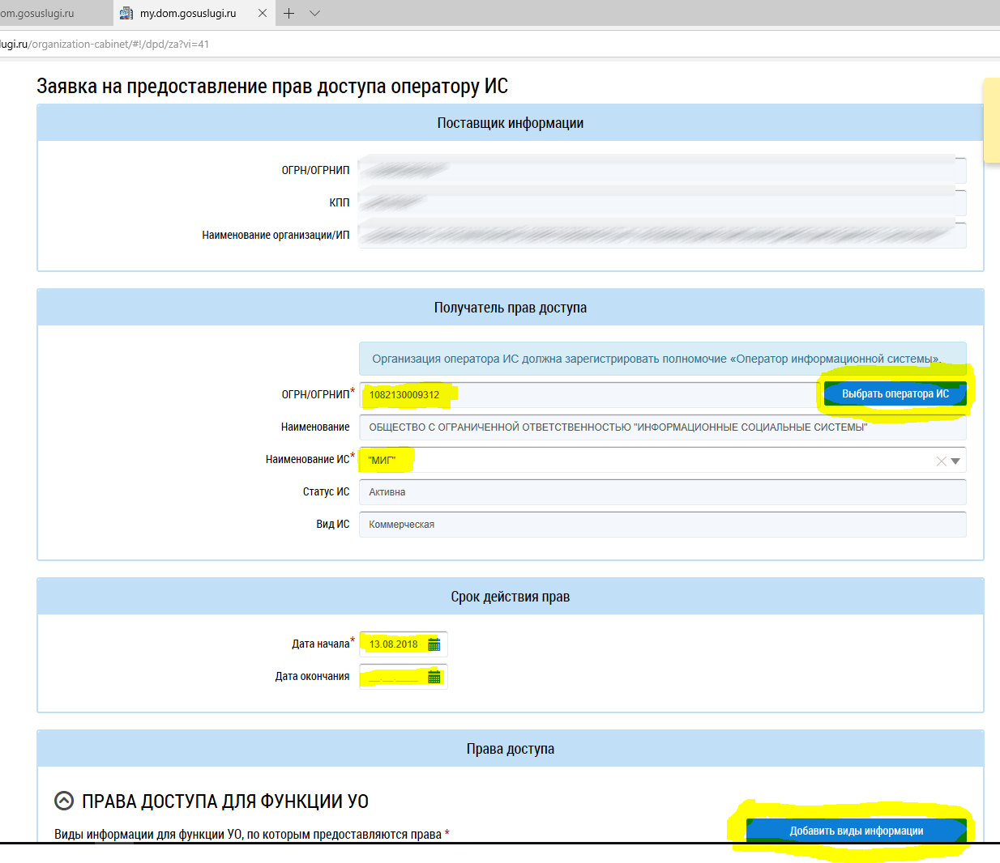 om.gosuslugi.ru
my.dom.gosuslugi.ru
lugi.ru/organization-cabinet/#!/dpd/za?vi=41
Заявка на предоставление прав доступа оператору ИС
Поставщик информации
ОГРН/ОГРНИП
КПП
Наименование организации/ИП
Получатель прав доступа
Организация оператора ИС должна зарегистрировать полномочие «Оператор информационной системы».
ОГРН/ОГРНИП* 1082130009312 Выбрать оператора ИС
Наименование ОБЩЕСТВО С ОГРАНИЧЕННОЙ ОТВЕТСТВЕННОСТЬЮ "ИНФОРМАЦИОННЫЕ СОЦИАЛЬНЫЕ СИСТЕМЫ"
Наименование ИС* "МИГ"
Статус ИС Активна
Вид ИС Коммерческая
Срок действия прав
Дата начала* 13.08.2018
Дата окончания __.__.____
Права доступа
ПРАВА ДОСТУПА ДЛЯ ФУНКЦИИ УО
Виды информации для функции УО, по которым предоставляются права * Добавить виды информации